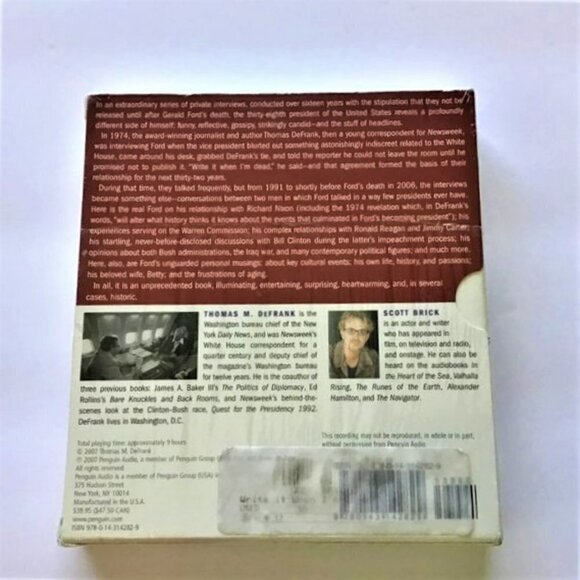 In an extraordinary series of private interviews, conducted over sixteen years with the stipulation that they not be
released until after Gerald Ford's death, the thirty-eighth president of the United States reveals a profoundly
different side of himself: funny, reflective, gossipy, strikingly candid—and the stuff of headlines.
In 1974, the award-winning journalist and author Thomas DeFrank, then a young correspondent for Newsweek,
was interviewing Ford when the vice president blurted out something astonishingly indiscreet related to the White
House, came around his desk, grabbed DeFrank's tie, and told the reporter he could not leave the room until he
promised not to publish it. "Write it when I'm dead," he said—and that agreement formed the basis of their
relationship for the next thirty-two years.
During that time, they talked frequently, but from 1991 to shortly before Ford's death in 2006, the interviews
became something else—conversations between two men in which Ford talked in a way few presidents ever have.
Here is the real Ford on his relationship with Richard Nixon (including the 1974 revelation which, in DeFrank's
words, "will alter what history thinks it knows about the events that culminated in Ford's becoming president"); his
experiences serving on the Warren Commission; his complex relationships with Ronald Reagan and Jimmy Carter;
his startling, never-before-disclosed discussions with Bill Clinton during the latter's impeachment process; his
opinions about both Bush administrations, the Iraq war, and many contemporary political figures; and much more.
Here, also, are Ford's unguarded personal musings: about key cultural events; his own life, history, and passions;
his beloved wife, Betty; and the frustrations of aging.
In all, it is an unprecedented book, illuminating, entertaining, surprising, heartwarming, and, in several
cases, historic.
THOMAS M. DEFRANK is the
Washington bureau chief of the New
York Daily News, and was Newsweek's
White House correspondent for a
quarter century and deputy chief of
the magazine's Washington bureau
for twelve years. He is the coauthor of
three previous books: James A. Baker III's The Politics of Diplomacy, Ed
Rollins's Bare Knuckles and Back Rooms, and Newsweek's behind-the-
scenes look at the Clinton-Bush race, Quest for the Presidency 1992.
DeFrank lives in Washington, D.C.
SCOTT BRICK
is an actor and writer
who has appeared in
film, on television and radio,
and onstage. He can also be
heard on the audiobooks In
the Heart of the Sea, Valhalla
Rising, The Runes of the Earth, Alexander
Hamilton, and The Navigator.
Total playing time: approximately 9 hours
© 2007 Thomas M. DeFrank
℗ 2007 Penguin Audio, a member of Penguin Group
All rights reserved
Penguin Audio is a member of Penguin Group (USA)
375 Hudson Street
New York, NY 10014
Manufactured in the U.S.A.
$39.95 ($47.50 CAN)
www.penguin.com
ISBN 978-0-14-314282-9
This recording may not be reproduced, in whole or in part,
without permission from Penguin Audio.
Write it When I
USED